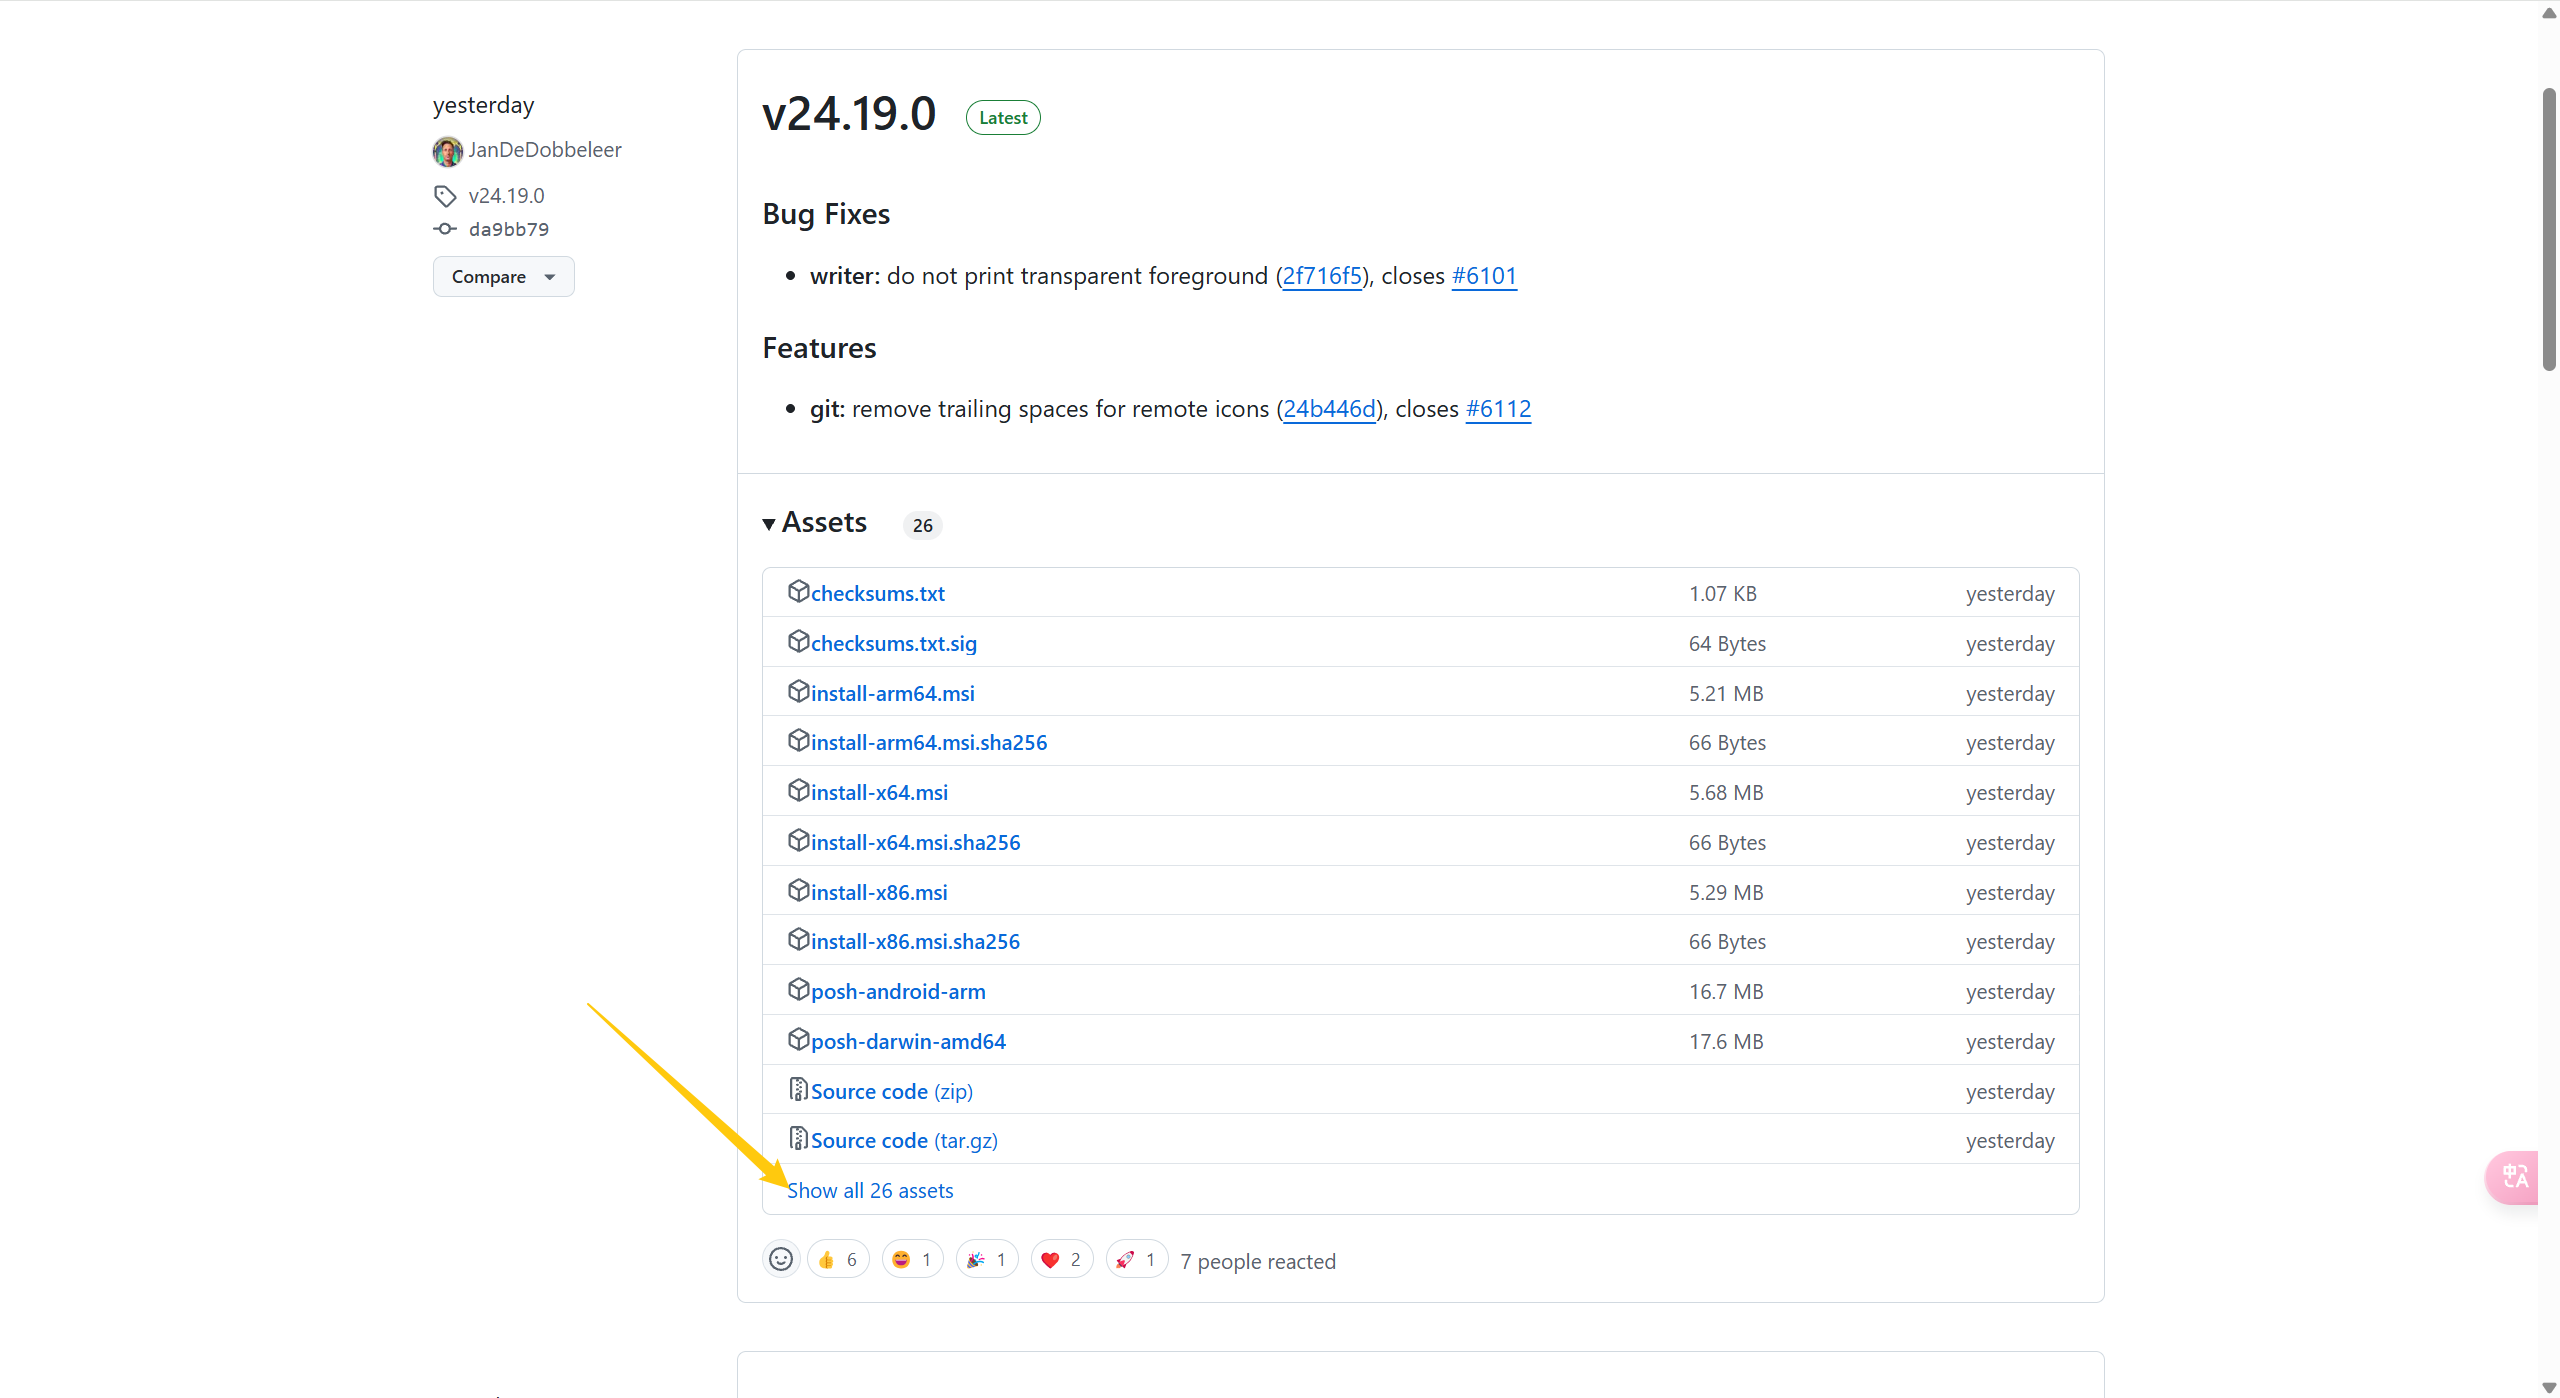 yesterday
JanDeDobbeleer
v24.19.0
da9bb79
Compare
v24.19.0 Latest
Bug Fixes
writer: do not print transparent foreground (2f716f5), closes #6101
Features
git: remove trailing spaces for remote icons (24b446d), closes #6112
Assets 26
checksums.txt 1.07 KB yesterday
checksums.txt.sig 64 Bytes yesterday
install-arm64.msi 5.21 MB yesterday
install-arm64.msi.sha256 66 Bytes yesterday
install-x64.msi 5.68 MB yesterday
install-x64.msi.sha256 66 Bytes yesterday
install-x86.msi 5.29 MB yesterday
install-x86.msi.sha256 66 Bytes yesterday
posh-android-arm 16.7 MB yesterday
posh-darwin-amd64 17.6 MB yesterday
Source code (zip) yesterday
Source code (tar.gz) yesterday
Show all 26 assets
中A
👍 6 😄 1 🎉 1 ❤️ 2 🚀 1 7 people reacted